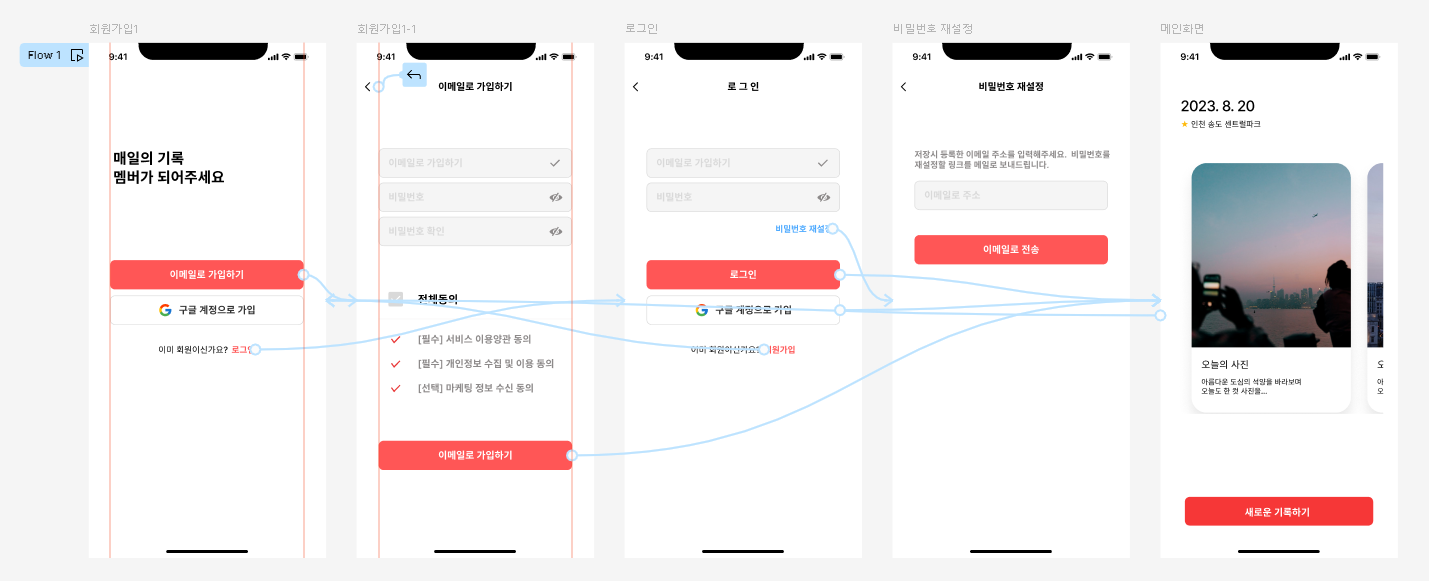 회원가입1
Flow 1
9:41
매일의 기록
멤버가 되어주세요
이메일로 가입하기
구글 계정으로 가입
이미 회원이신가요? 로그인
회원가입1-1
9:41
이메일로 가입하기
이메일로 가입하기
비밀번호
비밀번호 확인
전체동의
[필수] 서비스 이용양관 동의
[필수] 개인정보 수집 및 이용 동의
[선택] 마케팅 정보 수신 동의
이메일로 가입하기
로그인
9:41
로 그 인
이메일로 가입하기
비밀번호
비밀번호 재설정
로그인
구글 계정으로 가입
이미 회원이신가요? 회원가입
비밀번호 재설정
9:41
비밀번호 재설정
저장시 등록한 이메일 주소를 입력해주세요. 비밀번호를
재설정할 링크를 메일로 보내드립니다.
이메일로 주소
이메일로 전송
메인화면
9:41
2023. 8. 20
인천 송도 센트럴파크
오늘의 사진
아름다운 도심의 석양을 바라보며
오늘도 한 컷 사진을...
새로운 기록하기